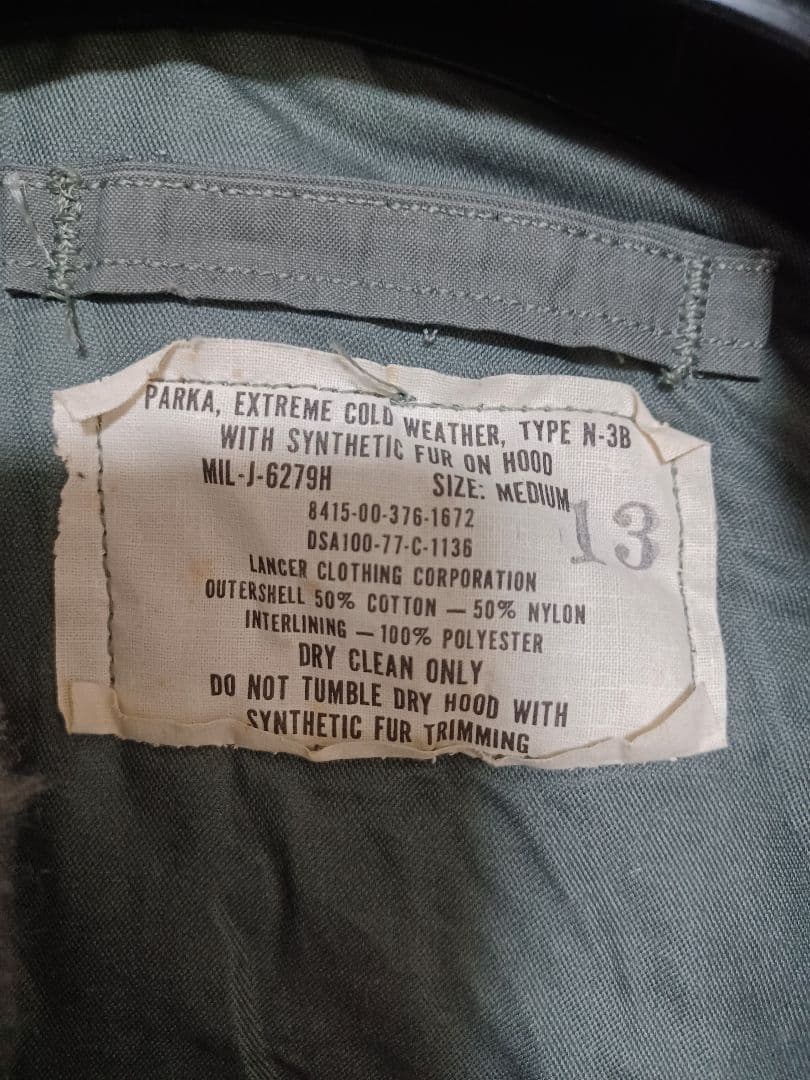 PARKA, EXTREME COLD WEATHER, TYPE N-3B
WITH SYNTHETIC FUR ON HOOD
MIL-J-6279H SIZE: MEDIUM
8415-00-376-1672
13
DSA100-77-C-1136
LANCER CLOTHING CORPORATION
OUTERSHELL 50% COTTON — 50% NYLON
INTERLINING — 100% POLYESTER
DRY CLEAN ONLY
DO NOT TUMBLE DRY HOOD WITH
SYNTHETIC FUR TRIMMING